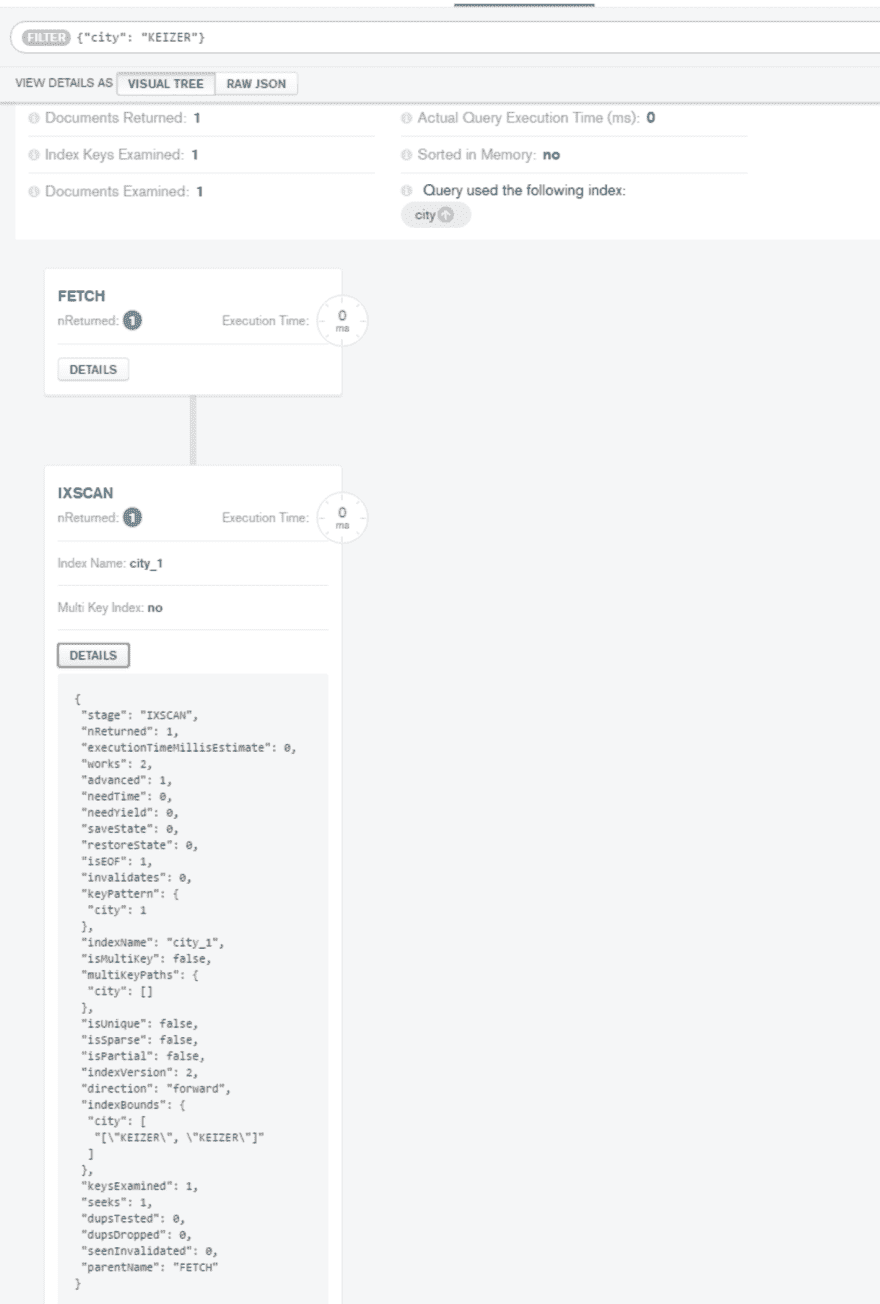 FILTER {"city": "KEIZER"}
VIEW DETAILS AS VISUAL TREE RAW JSON
Documents Returned: 1
Actual Query Execution Time (ms): 0
Index Keys Examined: 1
Sorted in Memory: no
Documents Examined: 1
Query used the following index:
city
FETCH
nReturned: 1 Execution Time: 0 ms
DETAILS
IXSCAN
nReturned: 1 Execution Time: 0 ms
Index Name: city_1
Multi Key Index: no
DETAILS
{
"stage": "IXSCAN",
"nReturned": 1,
"executionTimeMillisEstimate": 0,
"works": 2,
"advanced": 1,
"needTime": 0,
"needYield": 0,
"saveState": 0,
"restoreState": 0,
"isEOF": 1,
"invalidates": 0,
"keyPattern": {
"city": 1
},
"indexName": "city_1",
"isMultiKey": false,
"multiKeyPaths": {
"city": []
},
"isUnique": false,
"isSparse": false,
"isPartial": false,
"indexVersion": 2,
"direction": "forward",
"indexBounds": {
"city": [
"[\"KEIZER\", \"KEIZER\"]"
]
},
"keysExamined": 1,
"seeks": 1,
"dupsTested": 0,
"dupsDropped": 0,
"seenInvalidated": 0,
"parentName": "FETCH"
}